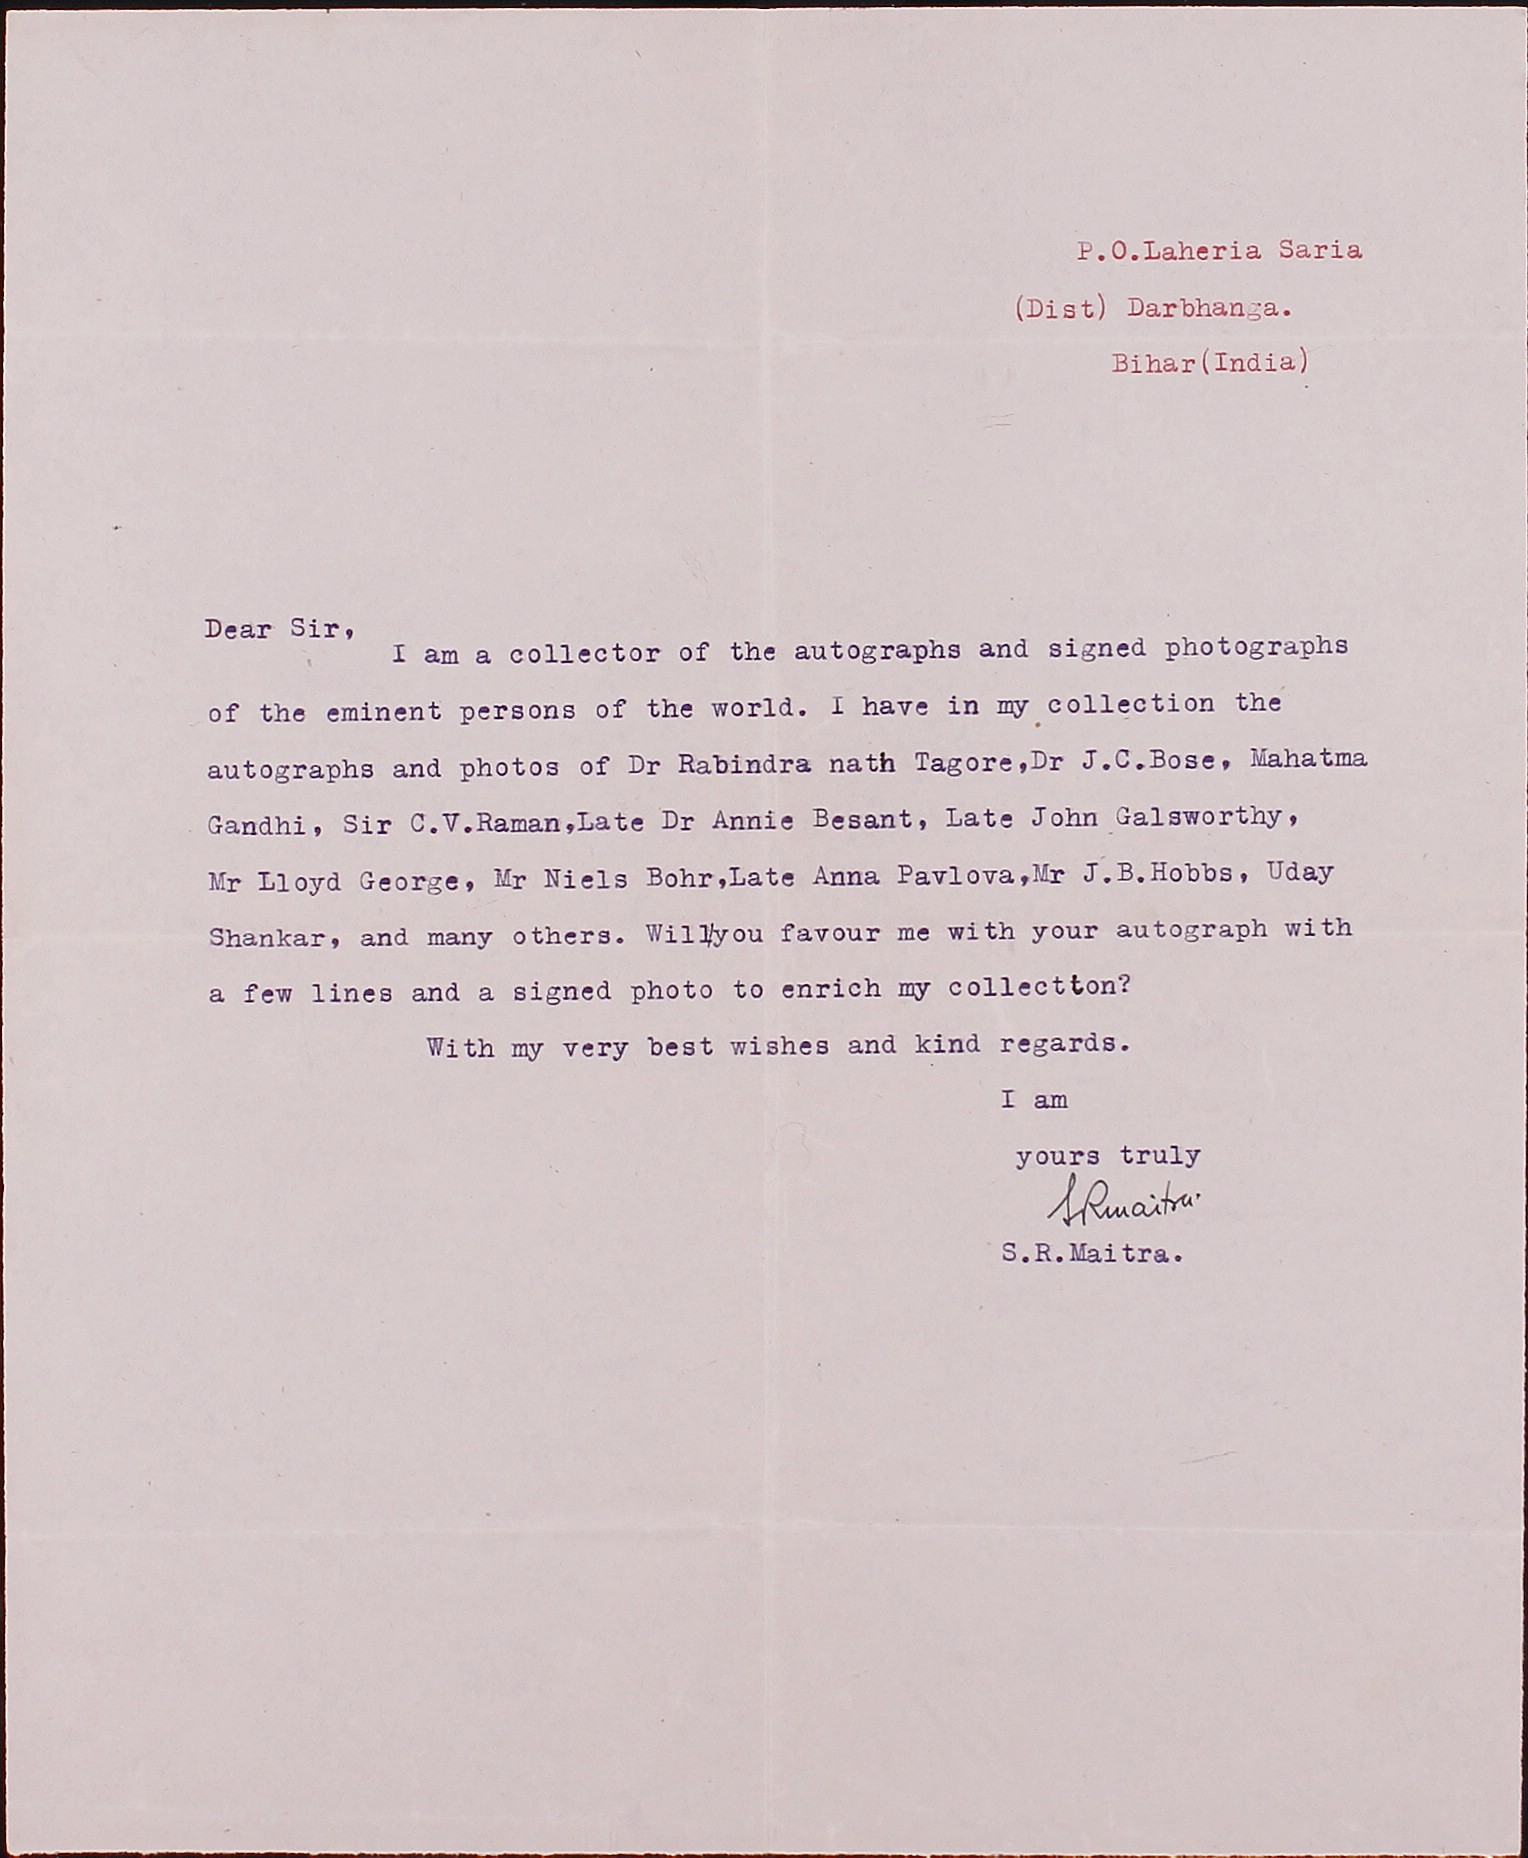 P.O.Laheria Saria
(Dist) Darbhanga.
Bihar(India)
Dear Sir,
I am a collector of the autographs and signed photographs
of the eminent persons of the world. I have in my collection the
autographs and photos of Dr Rabindra nath Tagore,Dr J.C.Bose, Mahatma
Gandhi, Sir C.V.Raman,Late Dr Annie Besant, Late John Galsworthy,
Mr Lloyd George, Mr Niels Bohr,Late Anna Pavlova,Mr J.B.Hobbs, Uday
Shankar, and many others. Will/you favour me with your autograph with
a few lines and a signed photo to enrich my collectton?
With my very best wishes and kind regards.
I am
yours truly
SRmaitra.
S.R.Maitra.